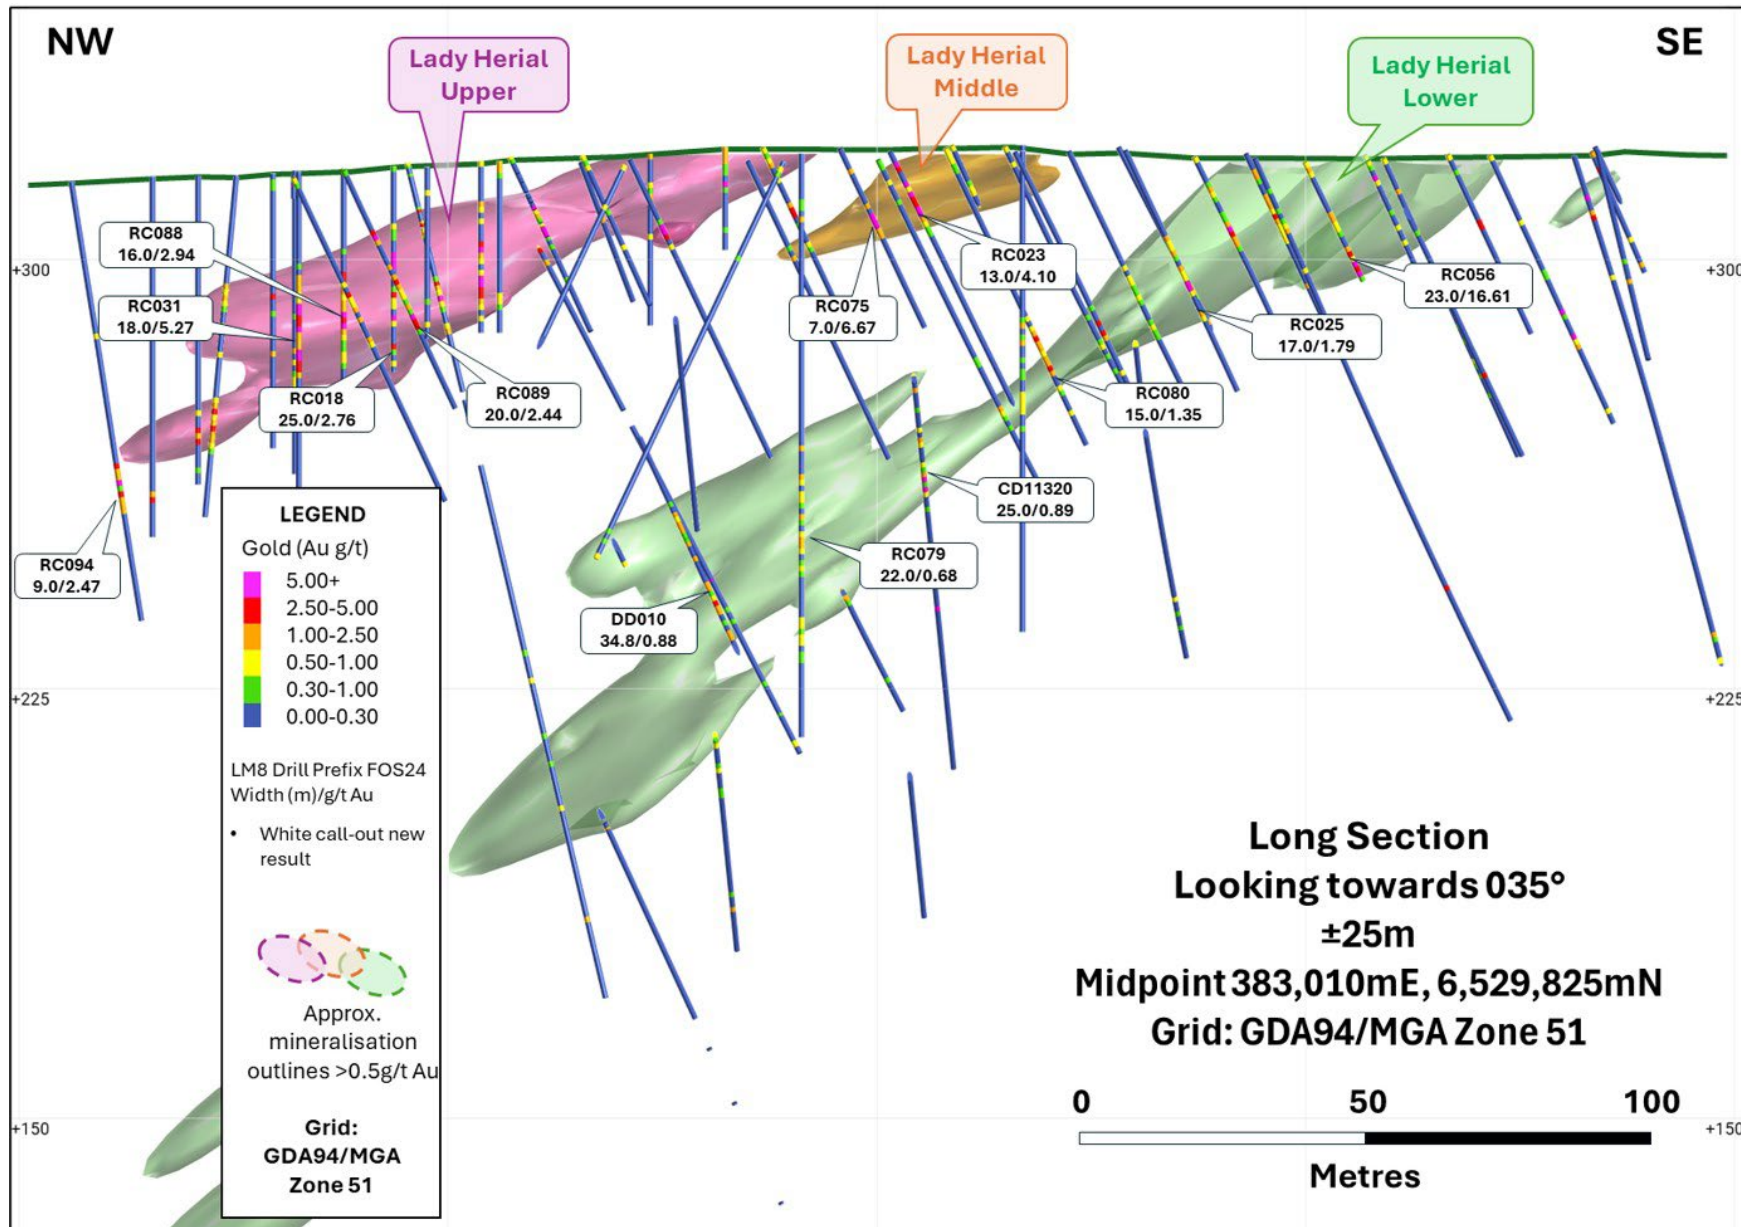 NW
SE
Lady Herial
Upper
Lady Herial
Middle
Lady Herial
Lower
+300
+300
RC088
16.0/2.94
RC031
18.0/5.27
RC018
25.0/2.76
RC089
20.0/2.44
RC094
9.0/2.47
RC075
7.0/6.67
RC023
13.0/4.10
RC056
23.0/16.61
RC025
17.0/1.79
RC080
15.0/1.35
CD11320
25.0/0.89
RC079
22.0/0.68
DD010
34.8/0.88
+225
+225
LEGEND
Gold (Au g/t)
5.00+
2.50-5.00
1.00-2.50
0.50-1.00
0.30-1.00
0.00-0.30
LM8 Drill Prefix FOS24
Width (m)/g/t Au
• White call-out new
result
Approx.
mineralisation
outlines >0.5g/t Au
Grid:
GDA94/MGA
Zone 51
Long Section
Looking towards 035°
±25m
Midpoint 383,010mE, 6,529,825mN
Grid: GDA94/MGA Zone 51
0 50 100
Metres
+150
+150